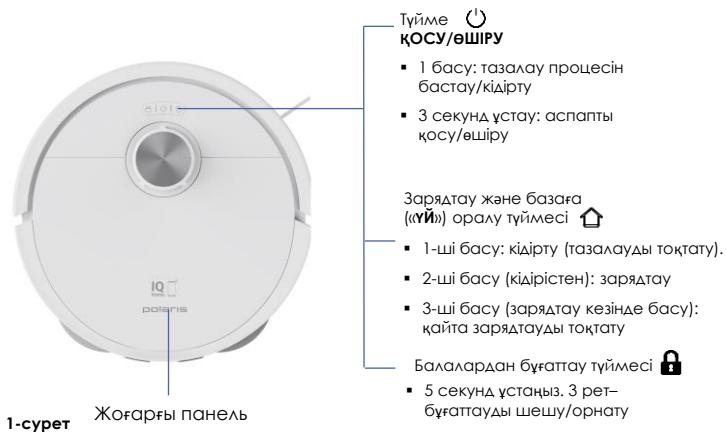 Түйме
ҚОСУ/ӨШІРУ
▪ 1 басу: тазалау процесін
бастау/кідірту
▪ 3 секунд ұстау: аспапты
қосу/өшіру
Зарядтау және базаға
(«ҮЙ») оралу түймесі
▪ 1-ші басу: кідірту (тазалауды тоқтату).
▪ 2-ші басу (кідірістен): зарядтау
▪ 3-ші басу (зарядтау кезінде басу):
қайта зарядтауды тоқтату
Балалардан бұғаттау түймесі
▪ 5 секунд ұстаңыз. 3 рет–
бұғаттауды шешу/орнату
IQ
home
polaris
Жоғарғы панель
1-сурет